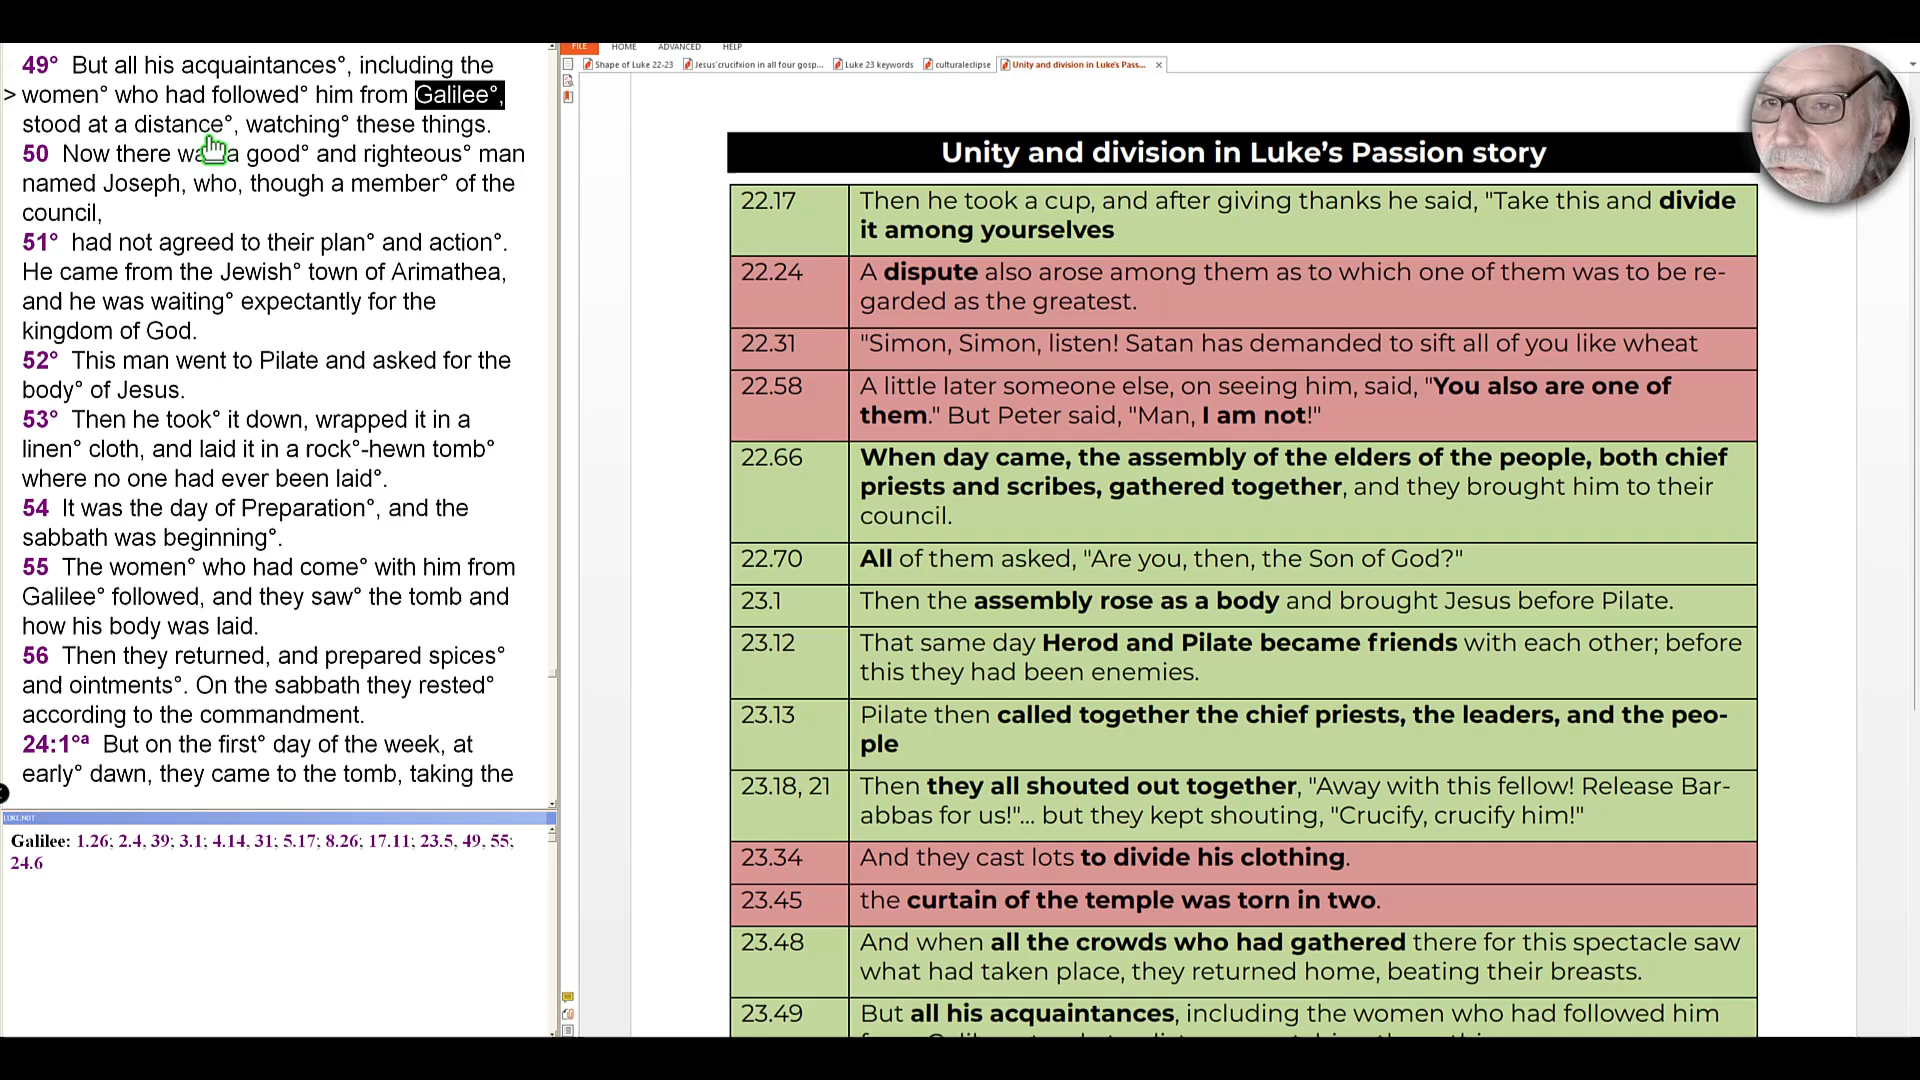 49° But all his acquaintances°, including the
> women° who had followed° him from Galilee°,
stood at a distance°, watching° these things.
50 Now there was a good° and righteous° man
named Joseph, who, though a member° of the
council,
51° had not agreed to their plan° and action°.
He came from the Jewish° town of Arimathea,
and he was waiting° expectantly for the
kingdom of God.
52° This man went to Pilate and asked for the
body° of Jesus.
53° Then he took° it down, wrapped it in a
linen° cloth, and laid it in a rock°-hewn tomb°
where no one had ever been laid°.
54 It was the day of Preparation°, and the
sabbath was beginning°.
55 The women° who had come° with him from
Galilee° followed, and they saw° the tomb and
how his body was laid.
56 Then they returned, and prepared spices°
and ointments°. On the sabbath they rested°
according to the commandment.
24:1°ª But on the first° day of the week, at
early° dawn, they came to the tomb, taking the
LUKE.NOT
Galilee: 1.26; 2.4, 39; 3.1; 4.14, 31; 5.17; 8.26; 17.11; 23.5, 49, 55;
24.6
FILE HOME ADVANCED HELP
Shape of Luke 22-23 Jesus' crucifixion in all four gosp... Luke 23 keywords culturaleclipse Unity and division in Luke's Pass... ×
Unity and division in Luke's Passion story
22.17 Then he took a cup, and after giving thanks he said, "Take this and divide
it among yourselves
22.24 A dispute also arose among them as to which one of them was to be re-
garded as the greatest.
22.31 "Simon, Simon, listen! Satan has demanded to sift all of you like wheat
22.58 A little later someone else, on seeing him, said, "You also are one of
them." But Peter said, "Man, I am not!"
22.66 When day came, the assembly of the elders of the people, both chief
priests and scribes, gathered together, and they brought him to their
council.
22.70 All of them asked, "Are you, then, the Son of God?"
23.1 Then the assembly rose as a body and brought Jesus before Pilate.
23.12 That same day Herod and Pilate became friends with each other; before
this they had been enemies.
23.13 Pilate then called together the chief priests, the leaders, and the peo-
ple
23.18, 21 Then they all shouted out together, "Away with this fellow! Release Bar-
abbas for us!"... but they kept shouting, "Crucify, crucify him!"
23.34 And they cast lots to divide his clothing.
23.45 the curtain of the temple was torn in two.
23.48 And when all the crowds who had gathered there for this spectacle saw
what had taken place, they returned home, beating their breasts.
23.49 But all his acquaintances, including the women who had followed him